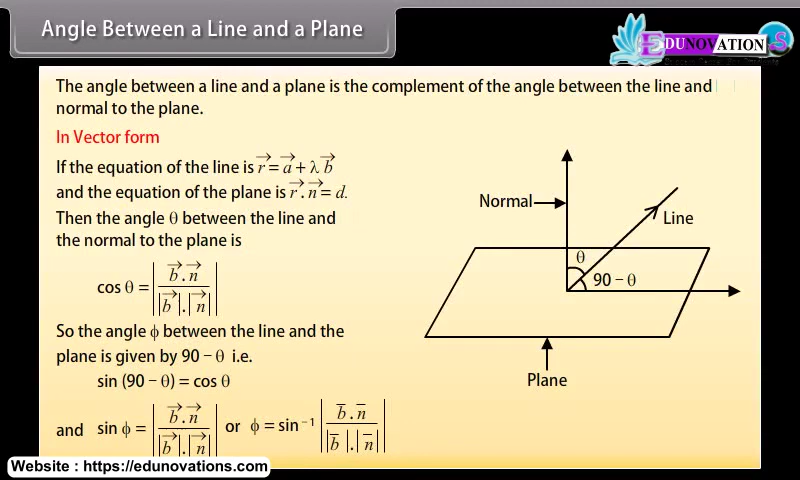 Angle Between a Line and a Plane
EDUNOVATION.S
The angle between a line and a plane is the complement of the angle between the line and
normal to the plane.
In Vector form
If the equation of the line is r⃗ = a⃗ + λ b⃗
and the equation of the plane is r⃗ . n⃗ = d.
Then the angle θ between the line and
the normal to the plane is
cos θ = | b⃗ . n⃗ / |b⃗| . |n⃗| |
So the angle ϕ between the line and the
plane is given by 90 − θ i.e.
sin (90 − θ) = cos θ
and sin ϕ = | b⃗ . n⃗ / |b⃗| . |n⃗| | or ϕ = sin⁻¹ | b̅ . n̅ / |b̅| . |n̅| |
Normal
Line
θ
90 − θ
Plane
Website : https://edunovations.com